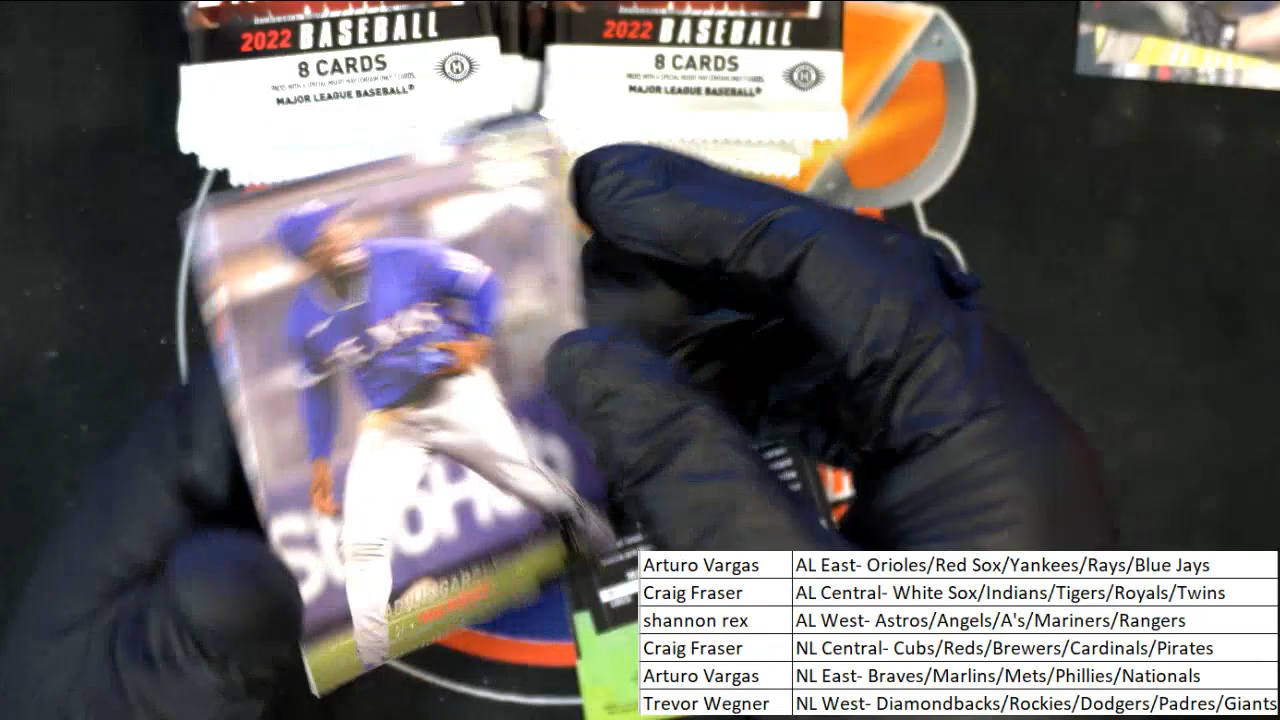 2022 BASEBALL
8 CARDS
MAJOR LEAGUE BASEBALL®
2022 BASEBALL
8 CARDS
MAJOR LEAGUE BASEBALL®
Arturo Vargas AL East- Orioles/Red Sox/Yankees/Rays/Blue Jays
Craig Fraser AL Central- White Sox/Indians/Tigers/Royals/Twins
shannon rex AL West- Astros/Angels/A's/Mariners/Rangers
Craig Fraser NL Central- Cubs/Reds/Brewers/Cardinals/Pirates
Arturo Vargas NL East- Braves/Marlins/Mets/Phillies/Nationals
Trevor Wegner NL West- Diamondbacks/Rockies/Dodgers/Padres/Giants